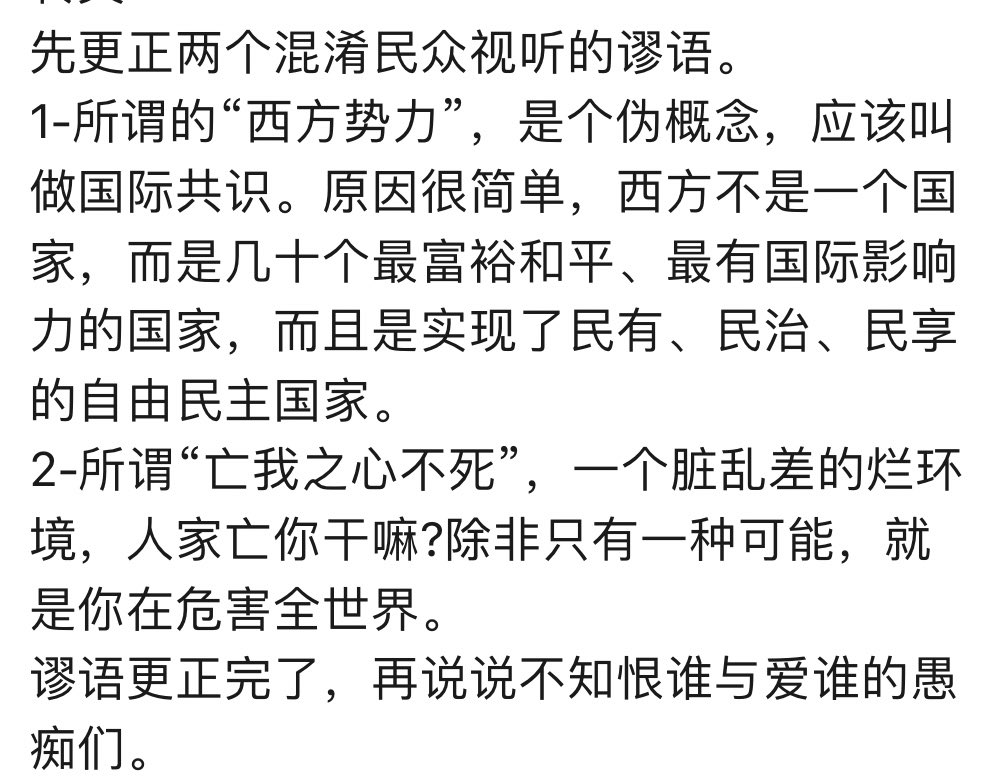 先更正两个混淆民众视听的谬语。
1-所谓的“西方势力”，是个伪概念，应该叫
做国际共识。原因很简单，西方不是一个国
家，而是几十个最富裕和平、最有国际影响
力的国家，而且是实现了民有、民治、民享
的自由民主国家。
2-所谓“亡我之心不死”，一个脏乱差的烂环
境，人家亡你干嘛?除非只有一种可能，就
是你在危害全世界。
谬语更正完了，再说说不知恨谁与爱谁的愚
痴们。